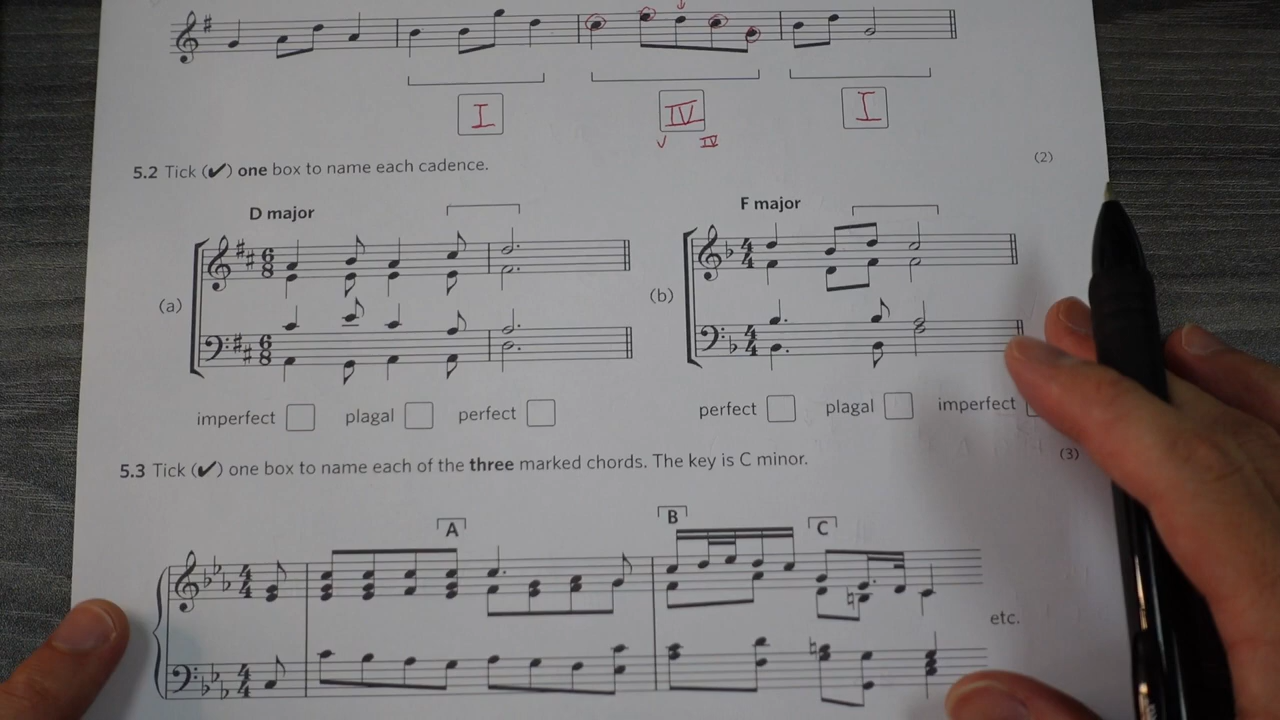 I IV I
V IV
5.2 Tick (✔) one box to name each cadence. (2)
D major F major
(a) (b)
imperfect plagal perfect perfect plagal imperfect
5.3 Tick (✔) one box to name each of the three marked chords. The key is C minor. (3)
A B C
etc.